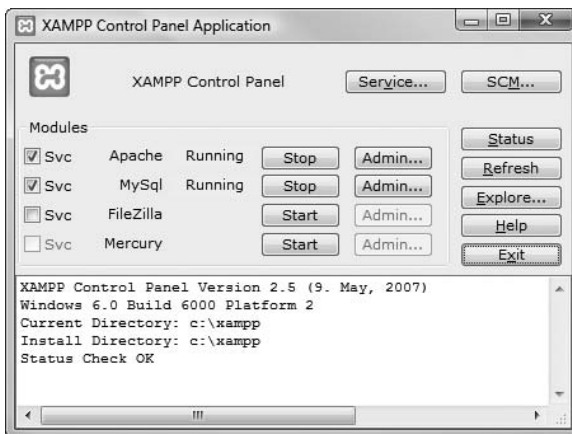 XAMPP Control Panel Application
XAMPP Control Panel Service... SCM...
Modules
Svc Apache Running Stop Admin...
Svc MySql Running Stop Admin...
Svc FileZilla Start Admin...
Svc Mercury Start Admin...
Status
Refresh
Explore...
Help
Exit
XAMPP Control Panel Version 2.5 (9. May, 2007)
Windows 6.0 Build 6000 Platform 2
Current Directory: c:\xampp
Install Directory: c:\xampp
Status Check OK